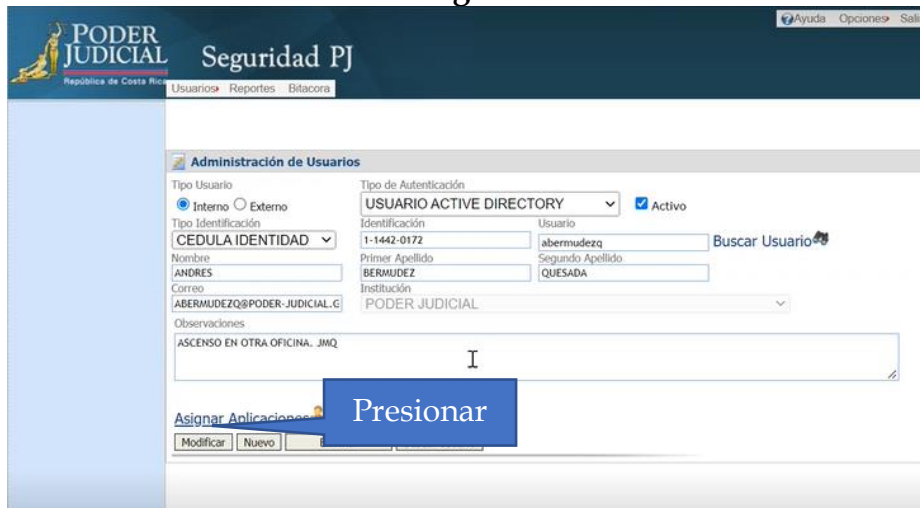 Ayuda Opciones
PODER
JUDICIAL
República de Costa Rica
Seguridad PJ
Usuarios Reportes Bitacora
Administración de Usuarios
Tipo Usuario Tipo de Autenticación
Interno Externo USUARIO ACTIVE DIRECTORY Activo
Tipo Identificación Identificación Usuario
CEDULA IDENTIDAD 1-1442-0172 abermudezq Buscar Usuario
Nombre Primer Apellido Segundo Apellido
ANDRES BERMUDEZ QUESADA
Correo Institución
ABERMUDEZQ@PODER-JUDICIAL.G PODER JUDICIAL
Observaciones
ASCENSO EN OTRA OFICINA. JMQ
Presionar
Asignar Aplicaciones
Modificar Nuevo